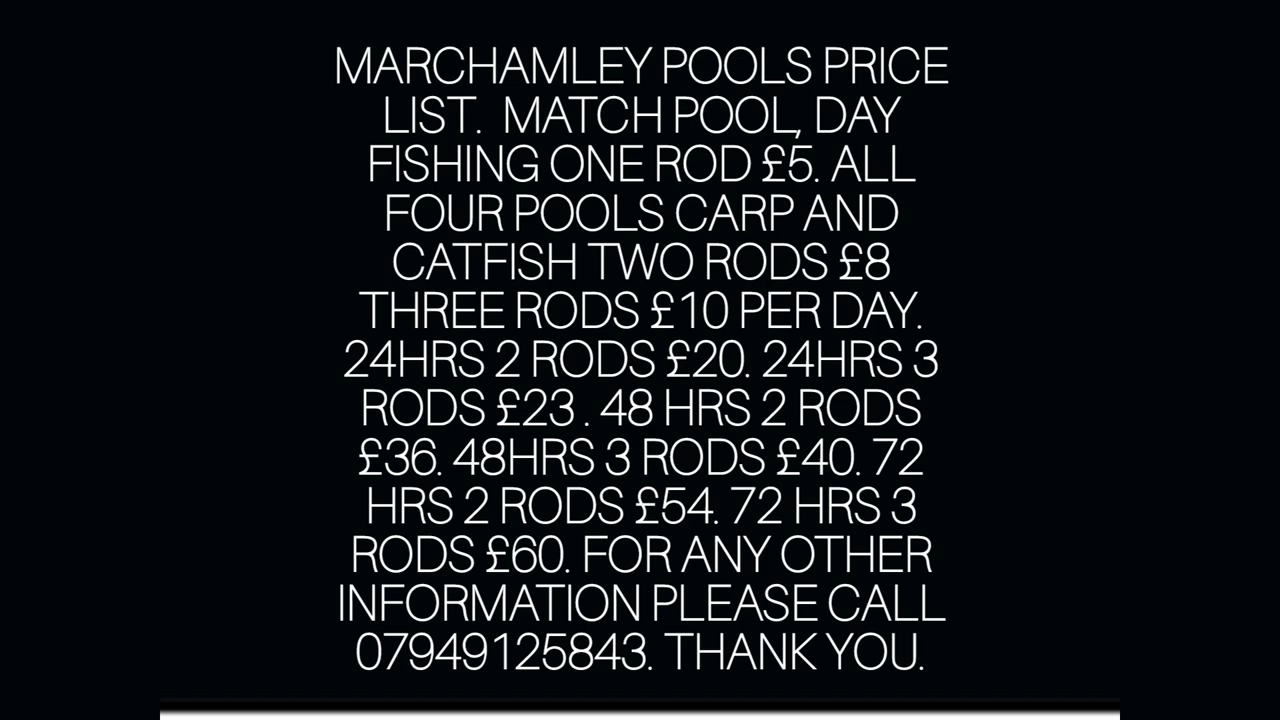 MARCHAMLEY POOLS PRICE
LIST. MATCH POOL, DAY
FISHING ONE ROD £5. ALL
FOUR POOLS CARP AND
CATFISH TWO RODS £8
THREE RODS £10 PER DAY.
24HRS 2 RODS £20. 24HRS 3
RODS £23 . 48 HRS 2 RODS
£36. 48HRS 3 RODS £40. 72
HRS 2 RODS £54. 72 HRS 3
RODS £60. FOR ANY OTHER
INFORMATION PLEASE CALL
07949125843. THANK YOU.